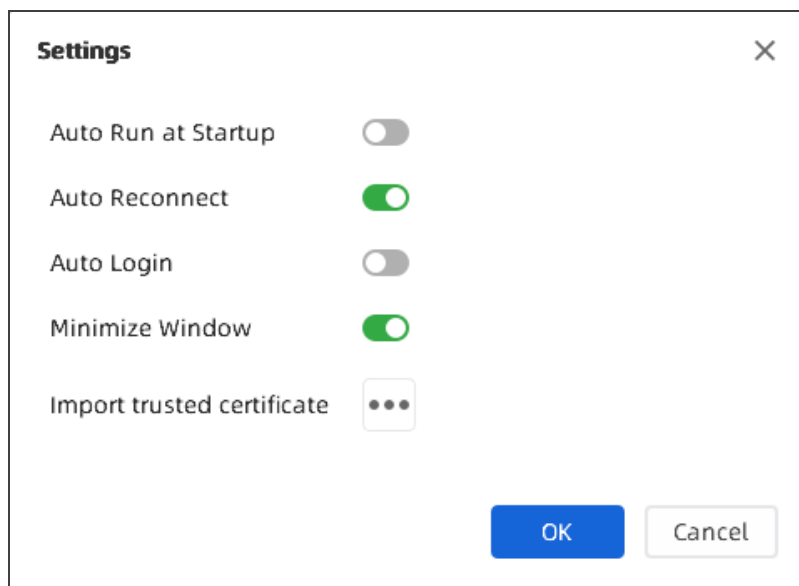 Settings
Auto Run at Startup
Auto Reconnect
Auto Login
Minimize Window
Import trusted certificate
OK Cancel